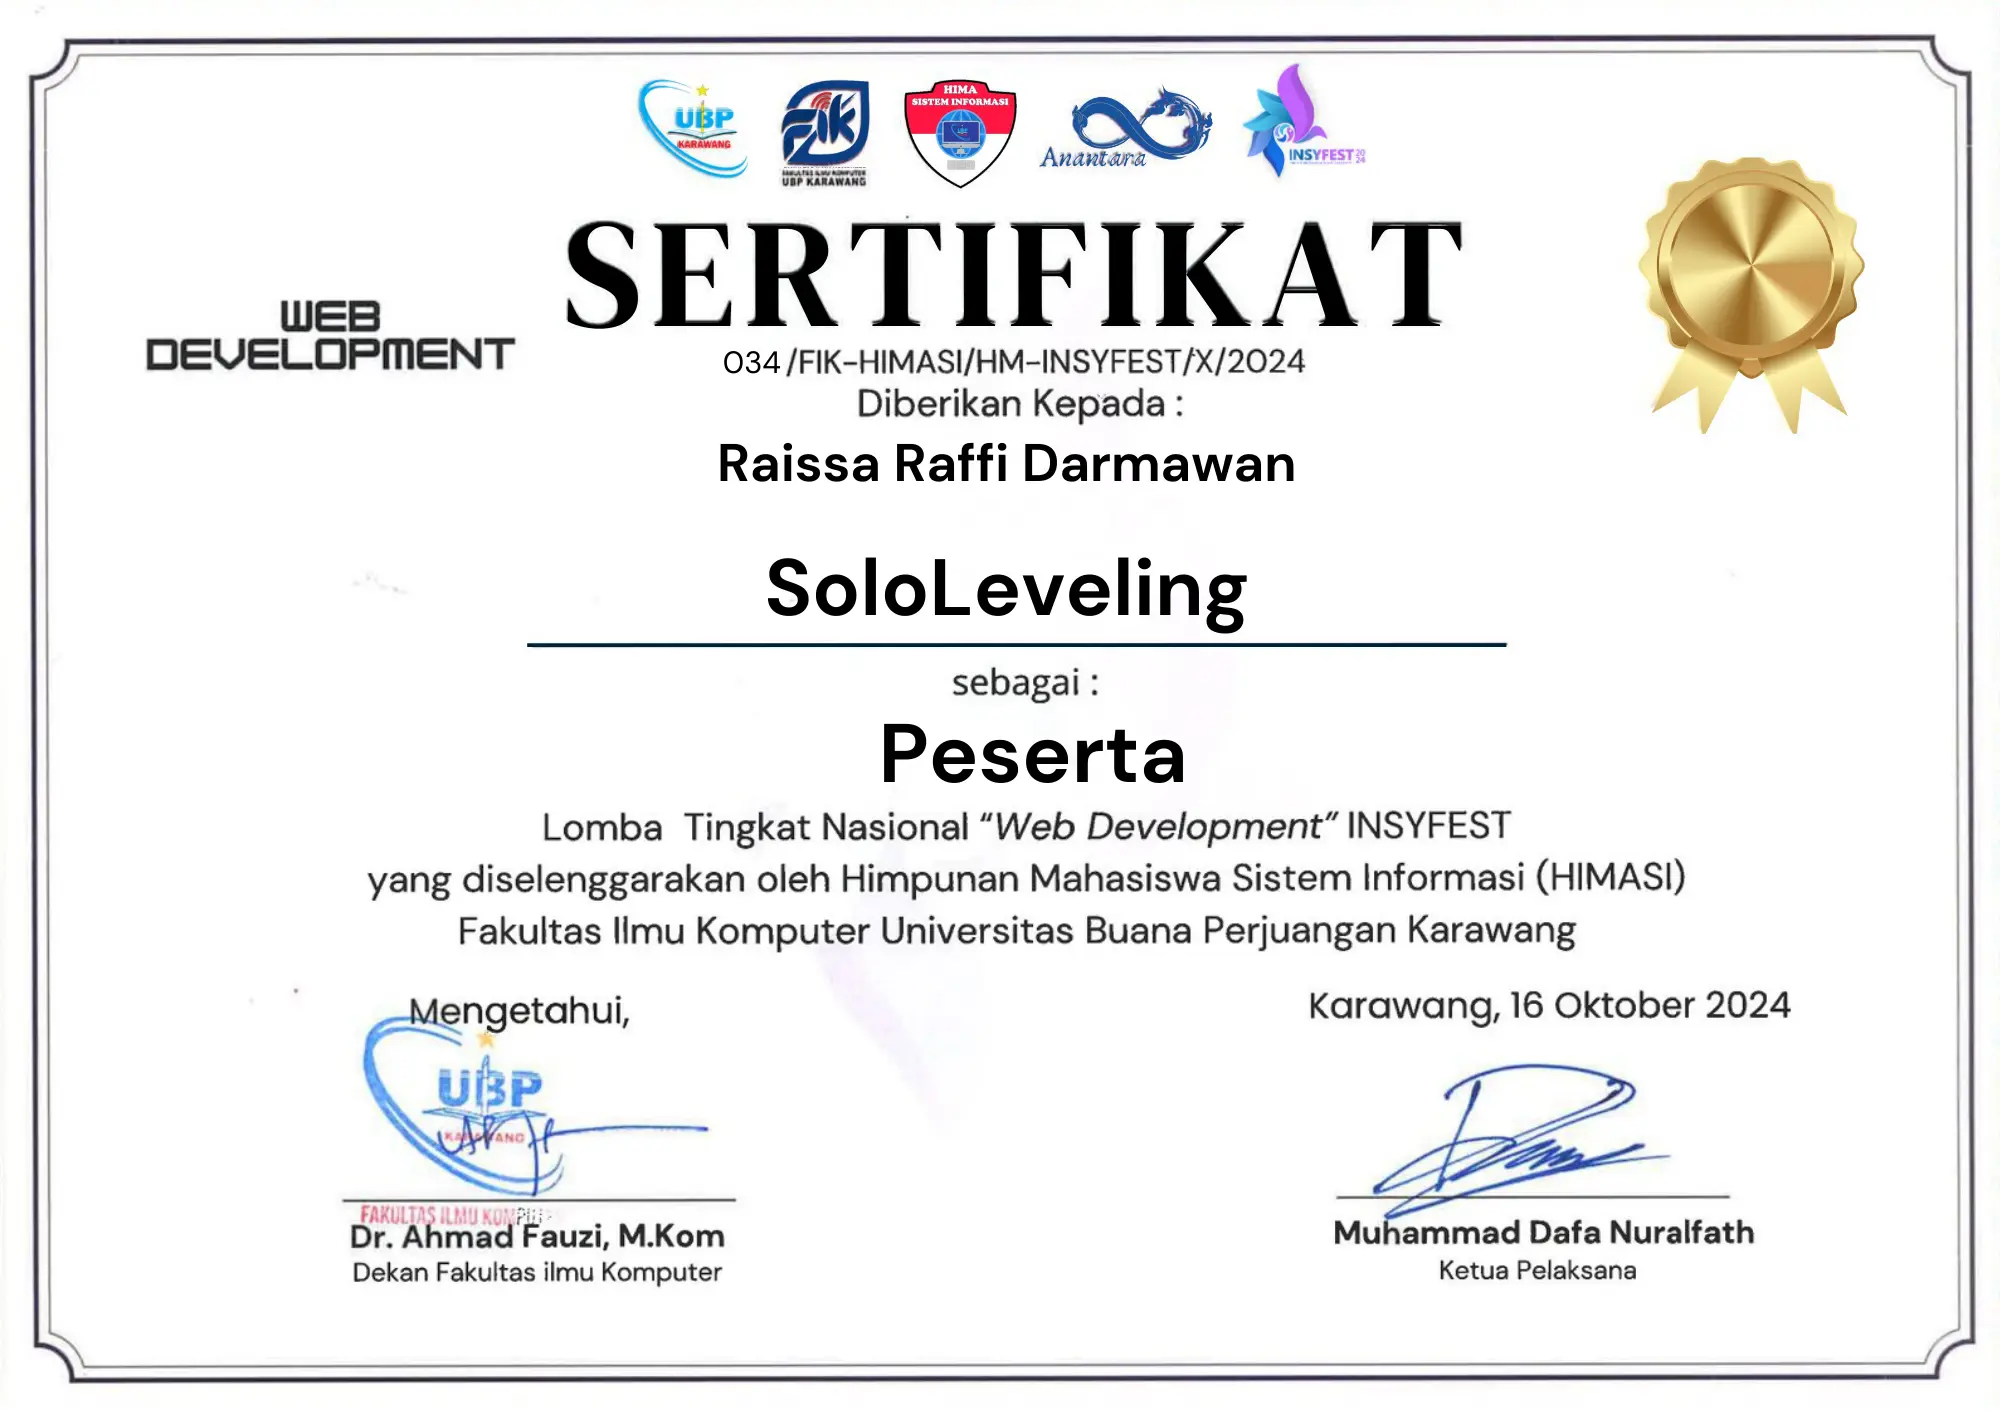 UBP
KARAWANG
FIK
FAKULTAS ILMU KOMPUTER
UBP KARAWANG
HIMA
SISTEM INFORMASI
Anantara
INSYFEST 2024
SERTIFIKAT
WEB
DEVELOPMENT
034 /FIK-HIMASI/HM-INSYFEST/X/2024
Diberikan Kepada :
Raissa Raffi Darmawan
SoloLeveling
sebagai :
Peserta
Lomba Tingkat Nasional “Web Development” INSYFEST
yang diselenggarakan oleh Himpunan Mahasiswa Sistem Informasi (HIMASI)
Fakultas Ilmu Komputer Universitas Buana Perjuangan Karawang
Mengetahui,
Karawang, 16 Oktober 2024
UBP
KARAWANG
FAKULTAS ILMU
Dr. Ahmad Fauzi, M.Kom
Dekan Fakultas ilmu Komputer
Muhammad Dafa Nuralfath
Ketua Pelaksana